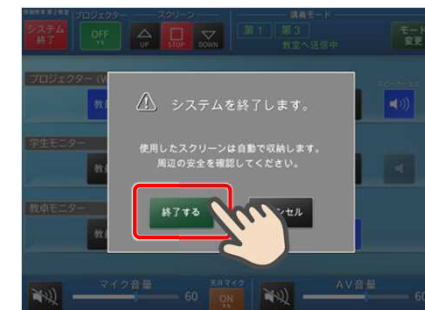 プロジェクター
スクリーン
講義モード
システム
終了
OFF
UP
STOP
DOWN
第1
第3
教室へ送信中
モード
変更
プロジェクター
システムを終了します。
学生モニター
使用したスクリーンは自動で収納します。
周辺の安全を確認してください。
教卓モニター
終了する
セル
マイク音量
60
天井マイク
ON
AV音量
60